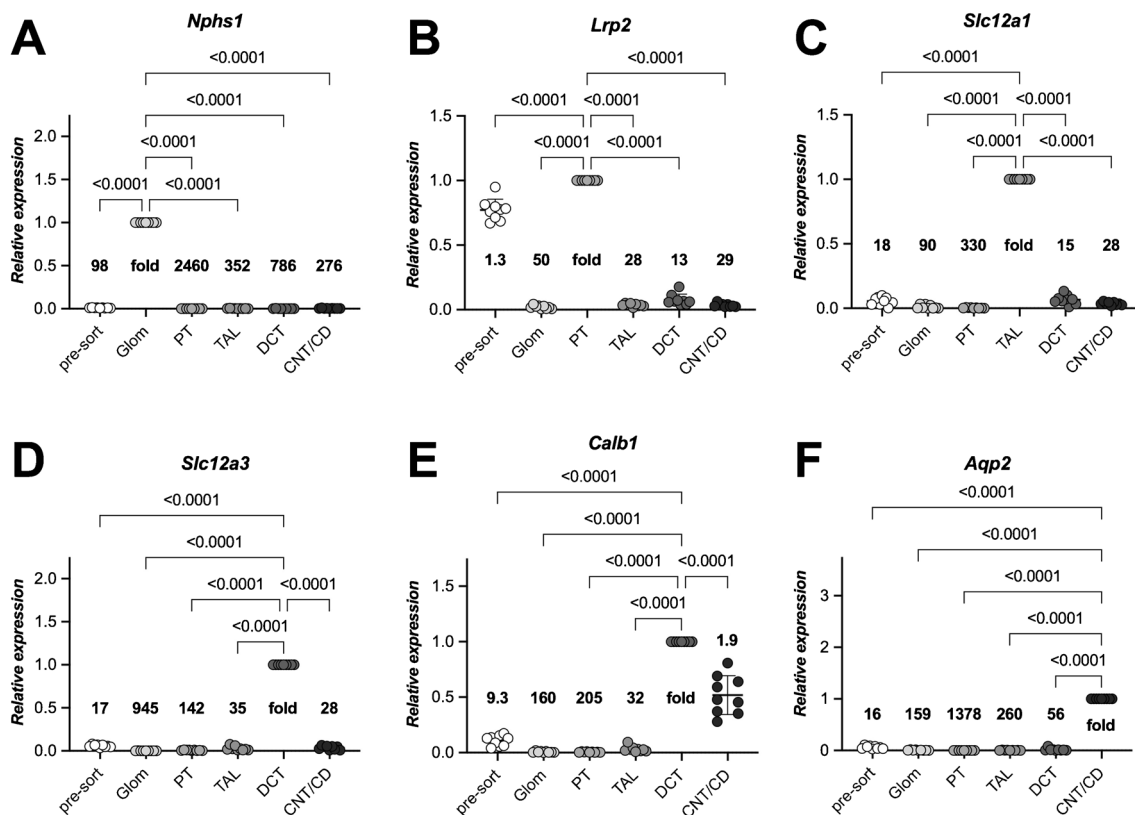 A
Nphs1
<0.0001
<0.0001
<0.0001
<0.0001
<0.0001
Relative expression
2.0
1.5
1.0
0.5
0.0
98 fold 2460 352 786 276
pre-sort Glom PT TAL DCT CNT/CD
B
Lrp2
<0.0001
<0.0001 <0.0001
<0.0001 <0.0001
Relative expression
1.5
1.0
0.5
0.0
1.3 50 fold 28 13 29
pre-sort Glom PT TAL DCT CNT/CD
C
Slc12a1
<0.0001
<0.0001 <0.0001
<0.0001 <0.0001
Relative expression
1.5
1.0
0.5
0.0
18 90 330 fold 15 28
pre-sort Glom PT TAL DCT CNT/CD
D
Slc12a3
<0.0001
<0.0001
<0.0001 <0.0001
<0.0001
Relative expression
2.0
1.5
1.0
0.5
0.0
17 945 142 35 fold 28
pre-sort Glom PT TAL DCT CNT/CD
E
Calb1
<0.0001
<0.0001
<0.0001 <0.0001
<0.0001
Relative expression
1.5
1.0
0.5
0.0
1.9
9.3 160 205 32 fold
pre-sort Glom PT TAL DCT CNT/CD
F
Aqp2
<0.0001
<0.0001
<0.0001
<0.0001
<0.0001
Relative expression
3
2
1
0
16 159 1378 260 56 fold
pre-sort Glom PT TAL DCT CNT/CD